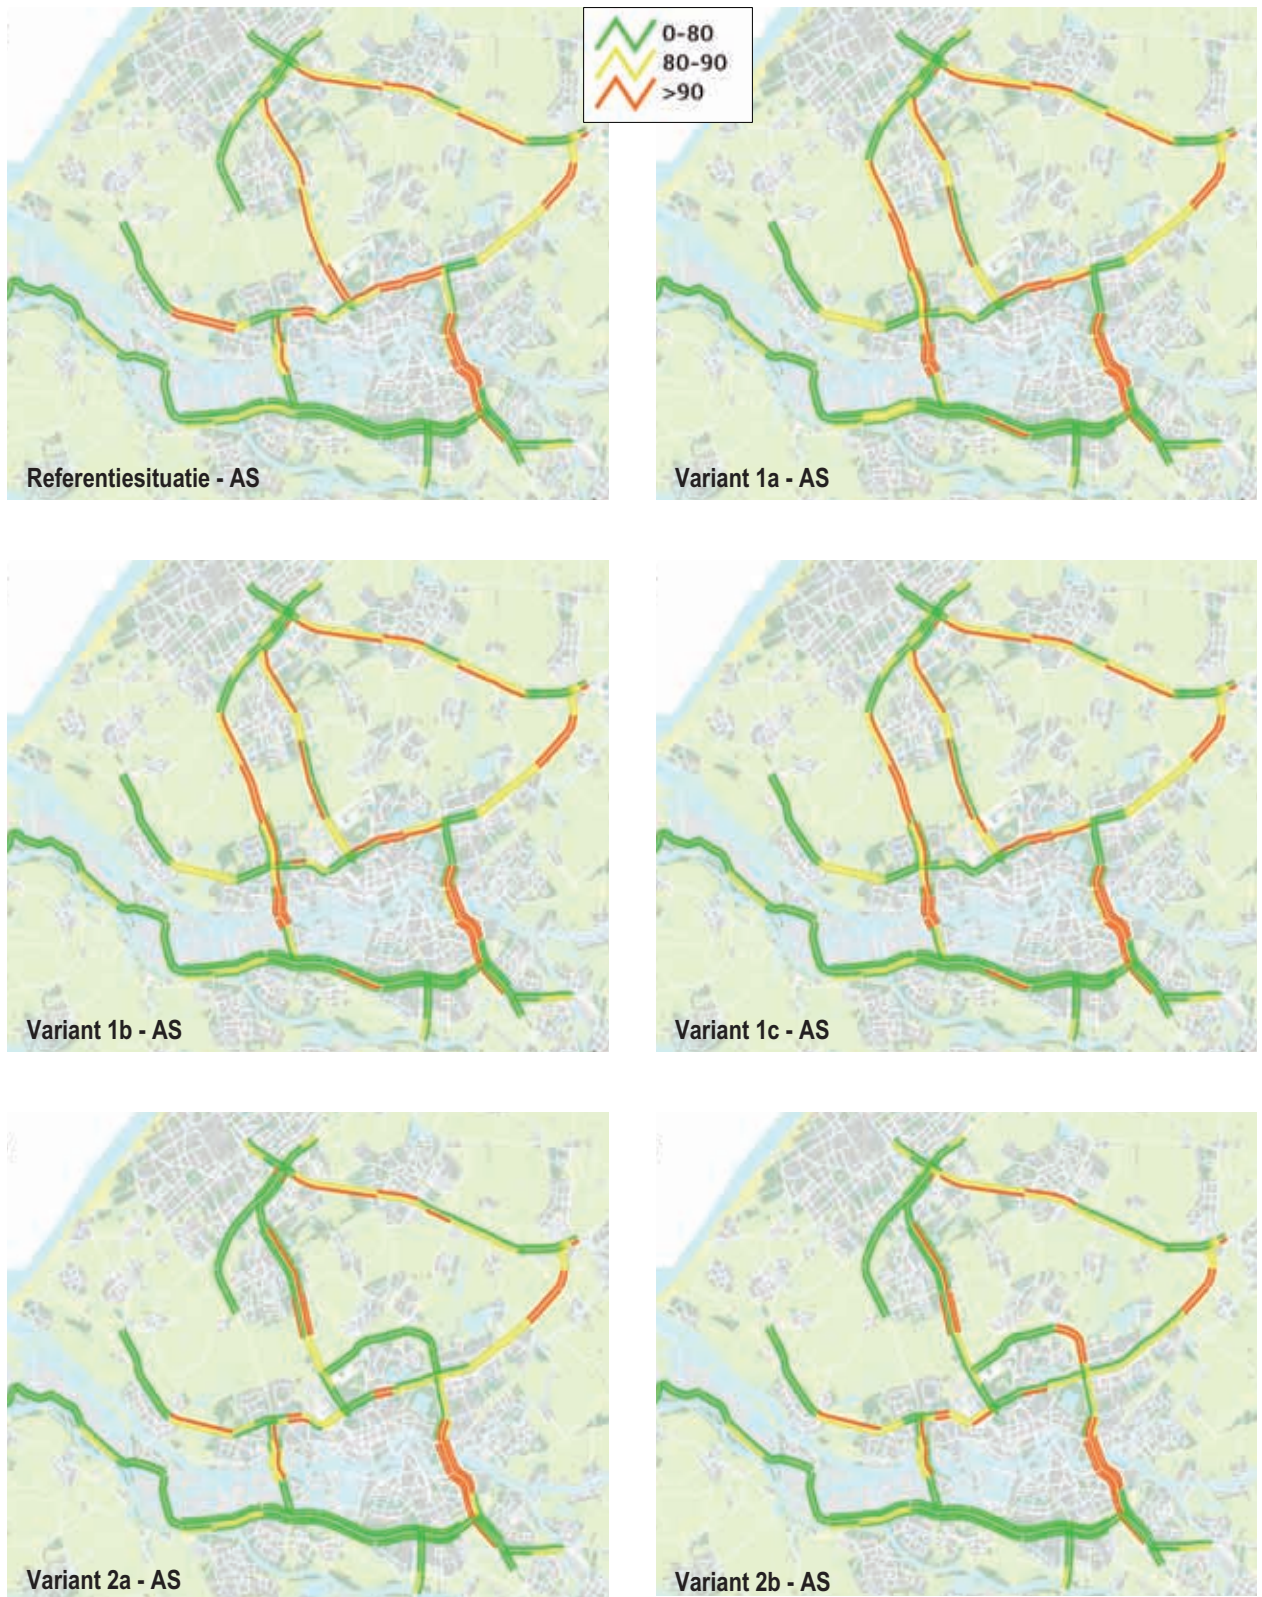 0-80
80-90
>90
Referentiesituatie - AS
Variant 1a - AS
Variant 1b - AS
Variant 1c - AS
Variant 2a - AS
Variant 2b - AS